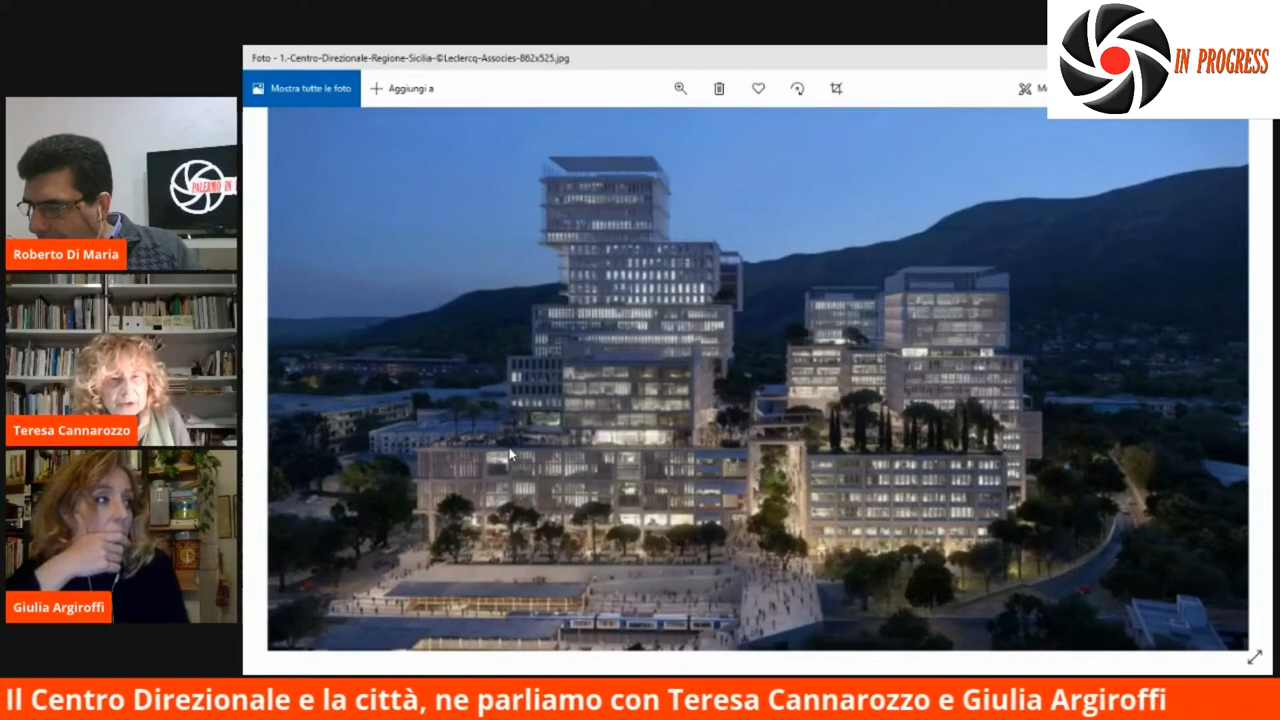 Foto - 1.-Centro-Direzionale-Regione-Sicilia-©Leclercq-Associes-862x525.jpg
Mostra tutte le foto
Aggiungi a
IN PROGRESS
PALERMO IN
Roberto Di Maria
Teresa Cannarozzo
Giulia Argiroffi
Il Centro Direzionale e la città, ne parliamo con Teresa Cannarozzo e Giulia Argiroffi